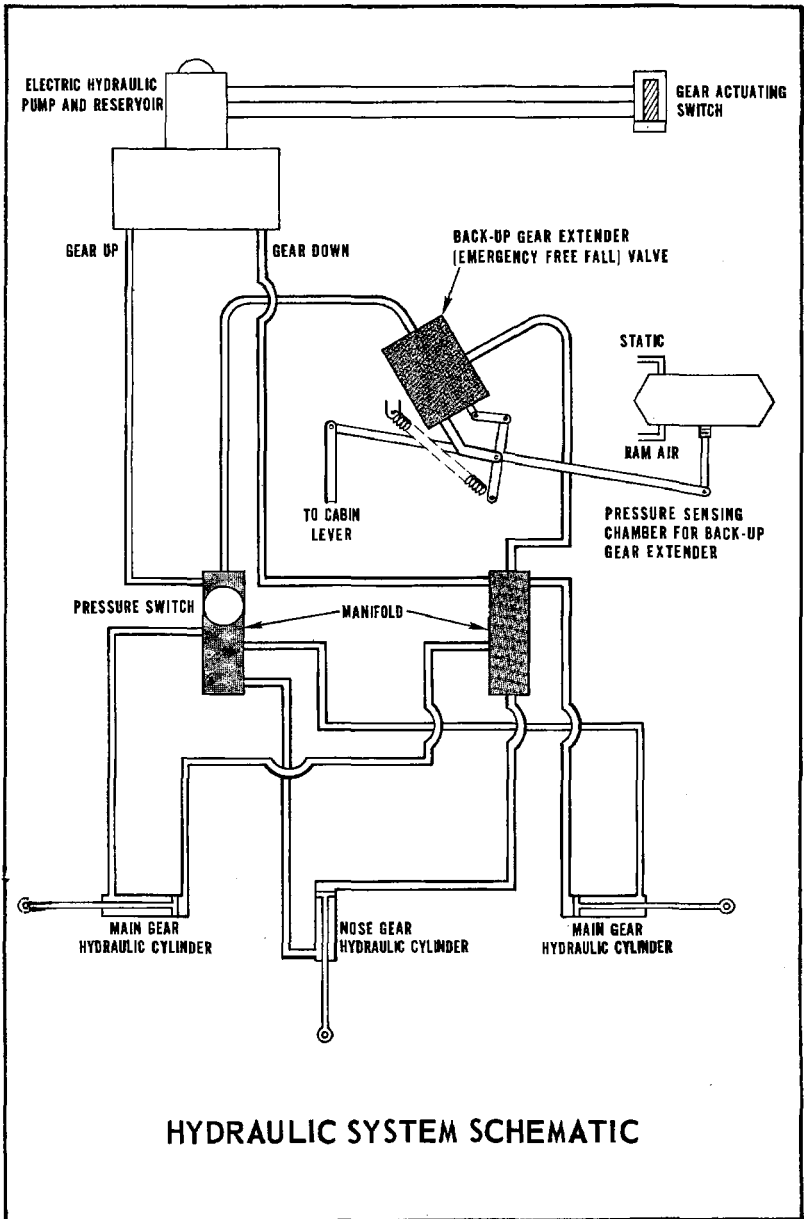 ELECTRIC HYDRAULIC
PUMP AND RESERVOIR
GEAR ACTUATING
SWITCH
GEAR UP
GEAR DOWN
BACK-UP GEAR EXTENDER
(EMERGENCY FREE FALL) VALVE
STATIC
RAM AIR
TO CABIN
LEVER
PRESSURE SENSING
CHAMBER FOR BACK-UP
GEAR EXTENDER
PRESSURE SWITCH
MANIFOLD
MAIN GEAR
HYDRAULIC CYLINDER
NOSE GEAR
HYDRAULIC CYLINDER
MAIN GEAR
HYDRAULIC CYLINDER
HYDRAULIC SYSTEM SCHEMATIC